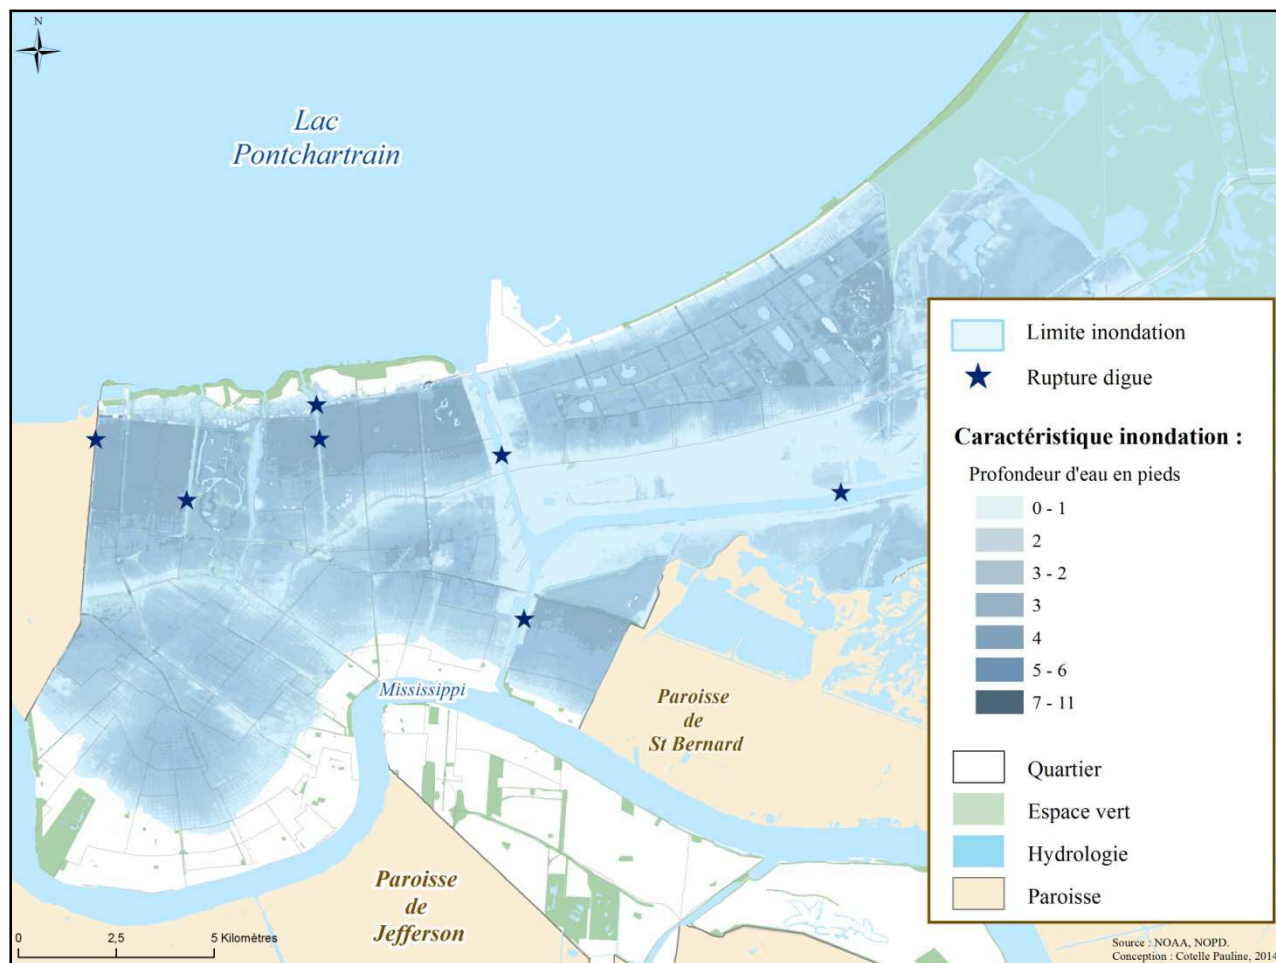 N
Lac
Pontchartrain
Limite inondation
Rupture digue
Caractéristique inondation :
Profondeur d'eau en pieds
0 - 1
2
3 - 2
3
4
5 - 6
7 - 11
Quartier
Espace vert
Hydrologie
Paroisse
Mississippi
Paroisse
de
St Bernard
Paroisse
de
Jefferson
0 2,5 5 Kilomètres
Source : NOAA, NOPD.
Conception : Cotelle Pauline, 2014